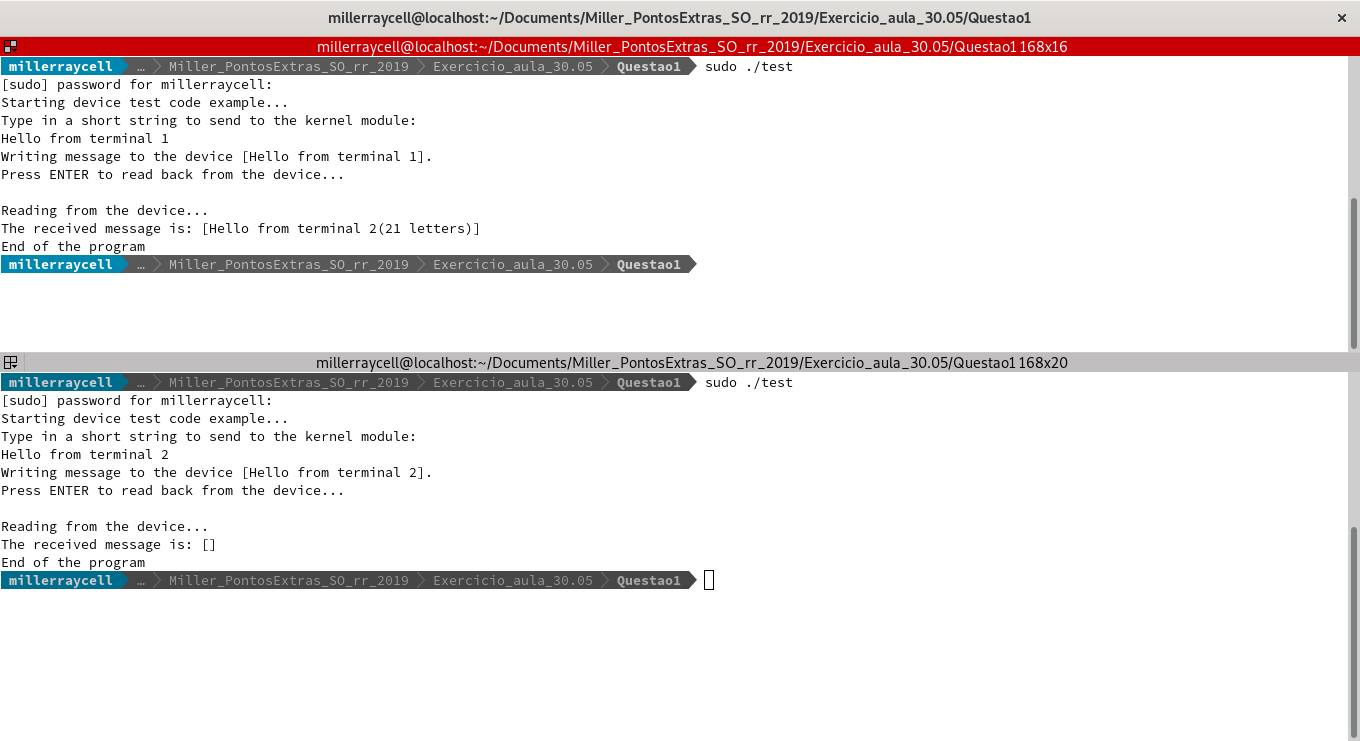 millerraycell@localhost:~/Documents/Miller_PontosExtras_SO_rr_2019/Exercicio_aula_30.05/Questao1
millerraycell@localhost:~/Documents/Miller_PontosExtras_SO_rr_2019/Exercicio_aula_30.05/Questao1 168x16
millerraycell … Miller_PontosExtras_SO_rr_2019 Exercicio_aula_30.05 Questao1 sudo ./test
[sudo] password for millerraycell:
Starting device test code example...
Type in a short string to send to the kernel module:
Hello from terminal 1
Writing message to the device [Hello from terminal 1].
Press ENTER to read back from the device...
Reading from the device...
The received message is: [Hello from terminal 2(21 letters)]
End of the program
millerraycell … Miller_PontosExtras_SO_rr_2019 Exercicio_aula_30.05 Questao1
millerraycell@localhost:~/Documents/Miller_PontosExtras_SO_rr_2019/Exercicio_aula_30.05/Questao1 168x20
millerraycell … Miller_PontosExtras_SO_rr_2019 Exercicio_aula_30.05 Questao1 sudo ./test
[sudo] password for millerraycell:
Starting device test code example...
Type in a short string to send to the kernel module:
Hello from terminal 2
Writing message to the device [Hello from terminal 2].
Press ENTER to read back from the device...
Reading from the device...
The received message is: []
End of the program
millerraycell … Miller_PontosExtras_SO_rr_2019 Exercicio_aula_30.05 Questao1